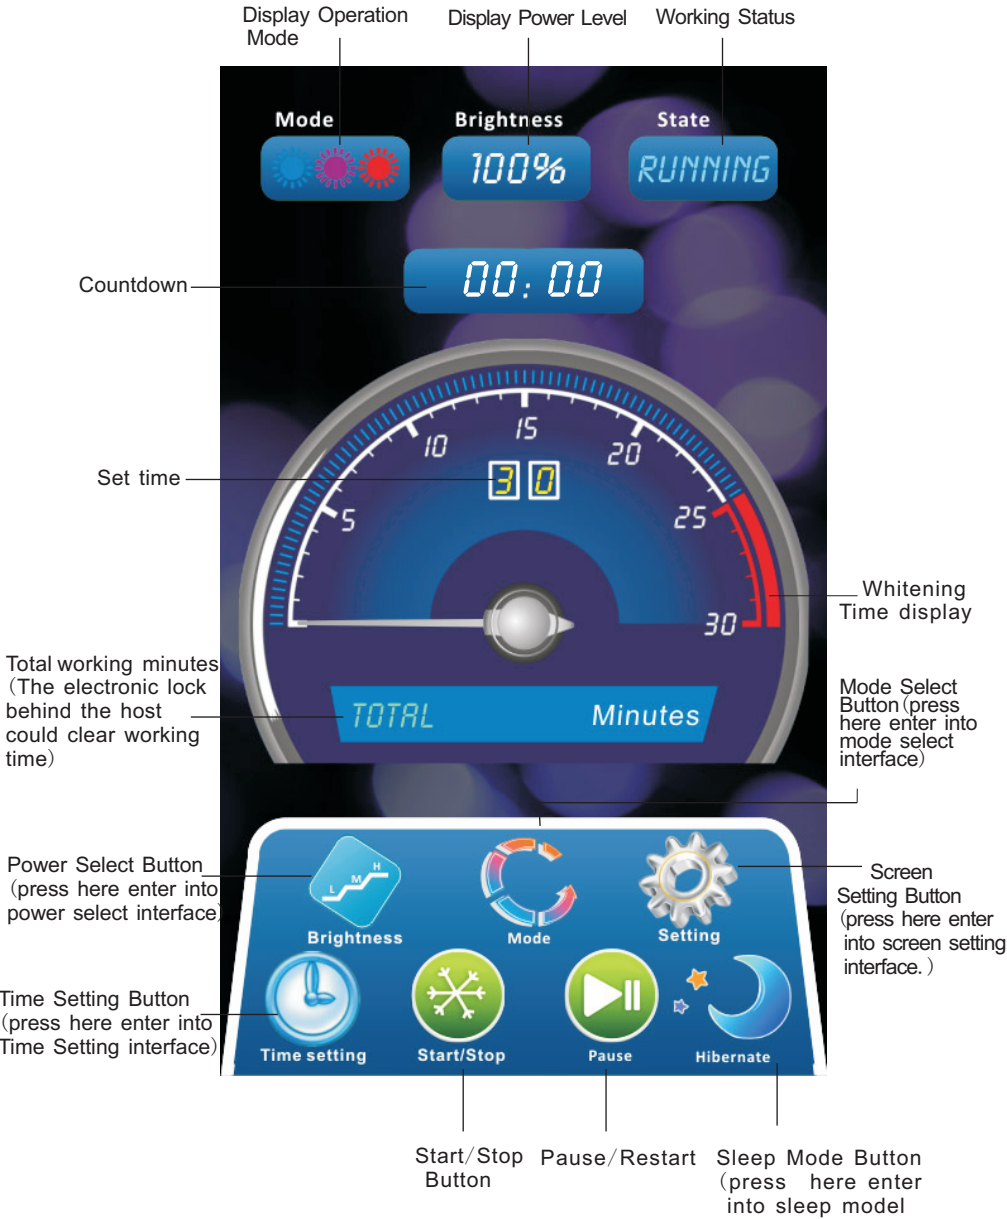 Display Operation
Mode
Display Power Level
Working Status
Mode
Brightness
State
100%
RUNNING
Countdown
00:00
Set time
5
10
15
20
25
30
30
Whitening
Time display
Total working minutes
(The electronic lock
behind the host
could clear working
time)
TOTAL
Minutes
Mode Select
Button(press
here enter into
mode select
interface)
Power Select Button
(press here enter into
power select interface)
L
M
H
Brightness
Mode
Setting
Screen
Setting Button
(press here enter
into screen setting
interface.)
Time Setting Button
(press here enter into
Time Setting interface)
Time setting
Start/Stop
Pause
Hibernate
Start/Stop
Button
Pause/Restart
Sleep Mode Button
(press here enter
into sleep model